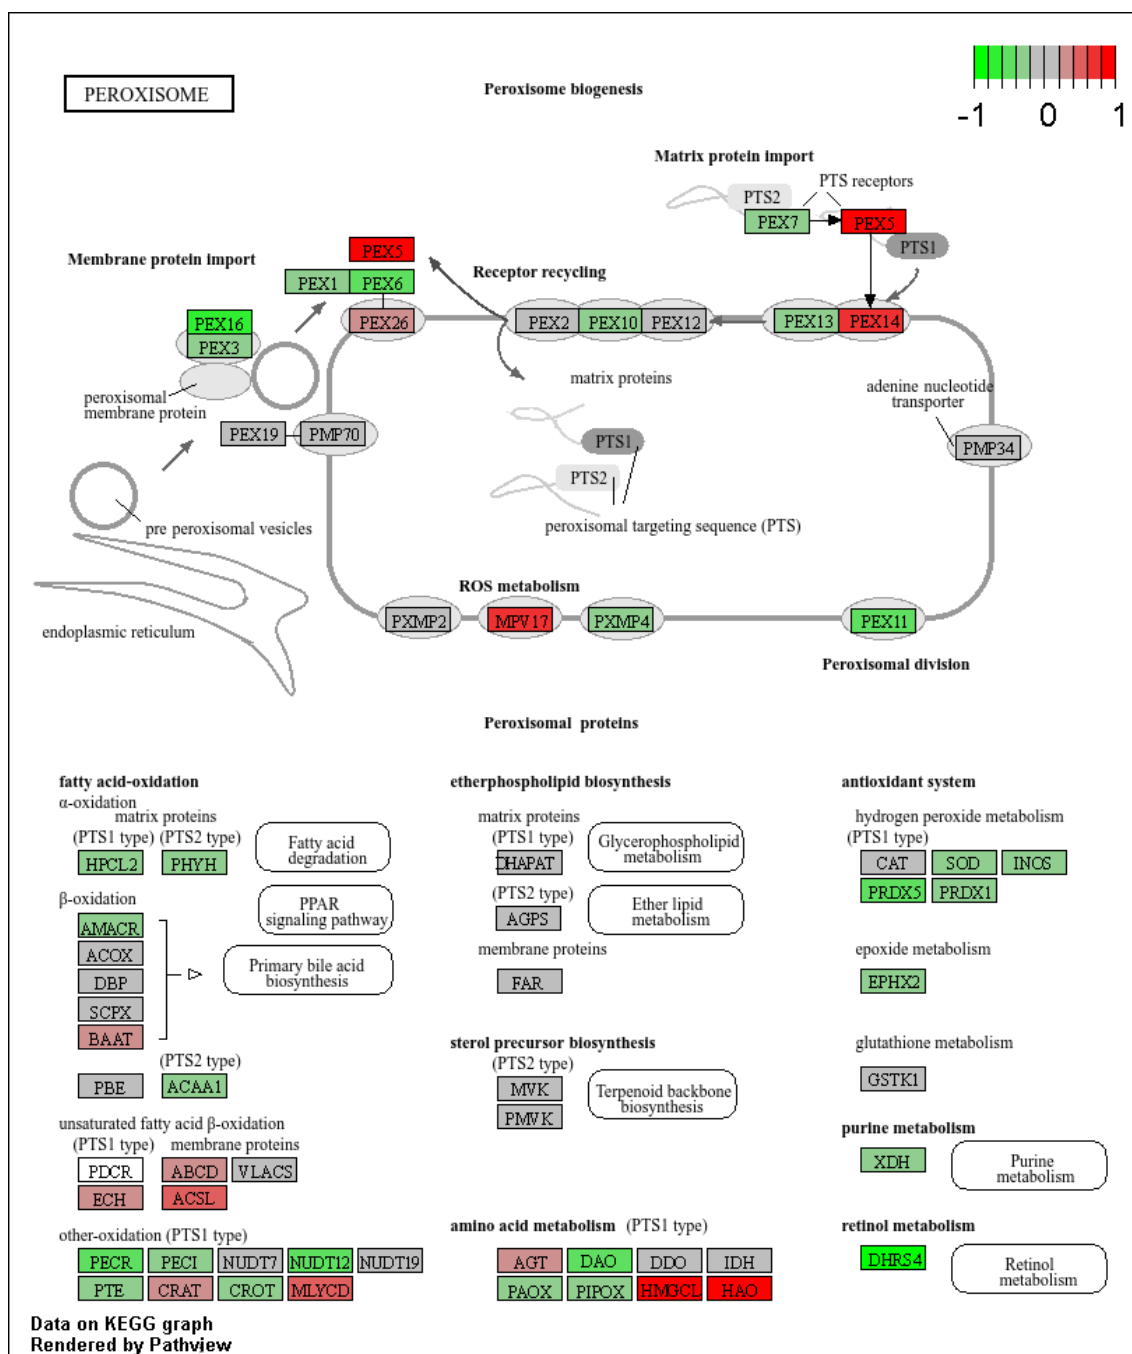 PEROXISOME
Peroxisome biogenesis
-1 0 1
Matrix protein import
PTS2
PTS receptors
PEX7
PEX5
PTS1
Membrane protein import
PEX5
PEX1
PEX6
Receptor recycling
PEX16
PEX3
PEX26
PEX2
PEX10
PEX12
PEX13
PEX14
peroxisomal
membrane protein
matrix proteins
adenine nucleotide
transporter
PEX19
PMP70
PTS1
PMP34
PTS2
pre peroxisomal vesicles
peroxisomal targeting sequence (PTS)
endoplasmic reticulum
ROS metabolism
PXMP2
MPV17
PXMP4
PEX11
Peroxisomal division
Peroxisomal proteins
fatty acid-oxidation
α-oxidation
matrix proteins
(PTS1 type) (PTS2 type)
HPCL2 PHYH
Fatty acid
degradation
β-oxidation
PPAR
signaling pathway
AMACR
ACOX
DBP
SCPX
BAAT
Primary bile acid
biosynthesis
(PTS2 type)
PBE ACAA1
unsaturated fatty acid β-oxidation
(PTS1 type) membrane proteins
PDCR ABCD VLACS
ECH ACSL
other-oxidation (PTS1 type)
PECR PECI NUDT7 NUDT12 NUDT19
PTE CRAT CROT MLYCD
etherphospholipid biosynthesis
matrix proteins
(PTS1 type)
DHAPAT
Glycerophospholipid
metabolism
(PTS2 type)
AGPS
Ether lipid
metabolism
membrane proteins
FAR
sterol precursor biosynthesis
(PTS2 type)
MVK
PMVK
Terpenoid backbone
biosynthesis
amino acid metabolism (PTS1 type)
AGT DAO DDO IDH
PAOX PIPOX HMGCL HAO
antioxidant system
hydrogen peroxide metabolism
(PTS1 type)
CAT SOD INOS
PRDX5 PRDX1
epoxide metabolism
EPHX2
glutathione metabolism
GSTK1
purine metabolism
XDH
Purine
metabolism
retinol metabolism
DHRS4
Retinol
metabolism
Data on KEGG graph
Rendered by Pathview